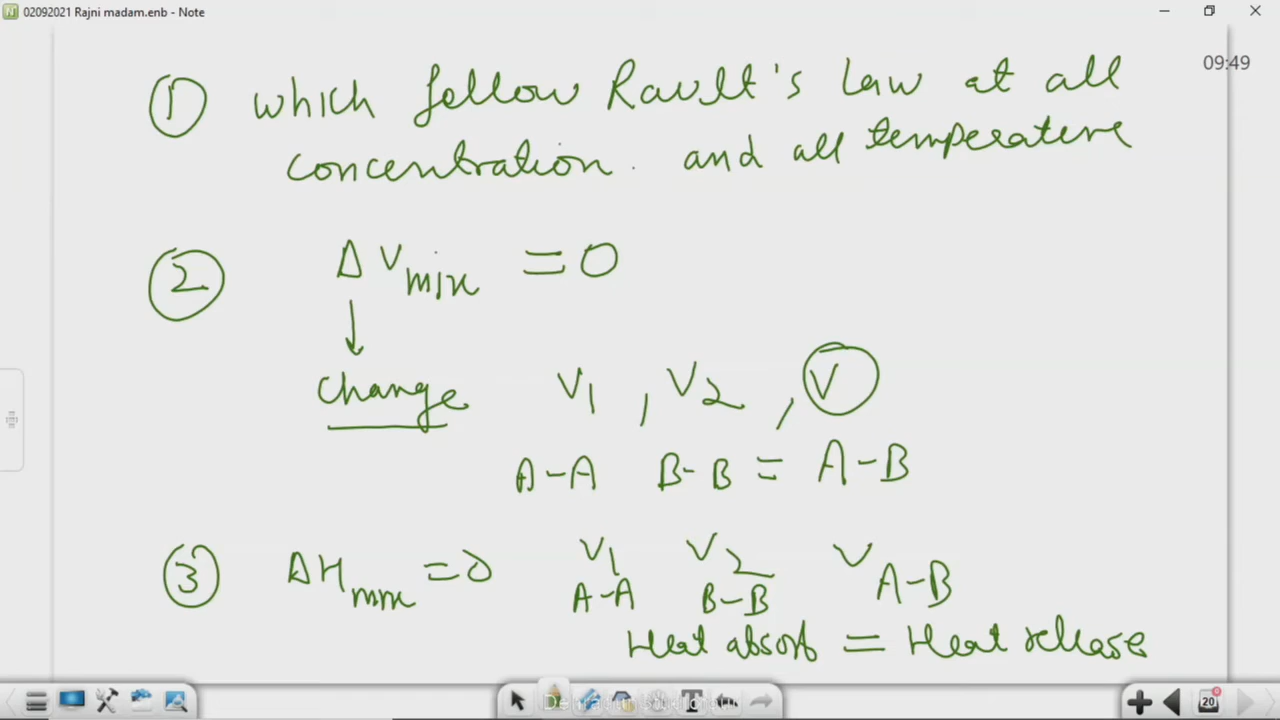 02092021 Rajni madam.enb - Note
09:49
① which follow Rault's Law at all
concentration. and all temperature
② ΔVmix = 0
↓
Change V1 , V2 , V
A-A B-B = A-B
③ ΔHmix = 0 V1 V2 V A-B
A-A B-B
Heat absorb = Heat release
20